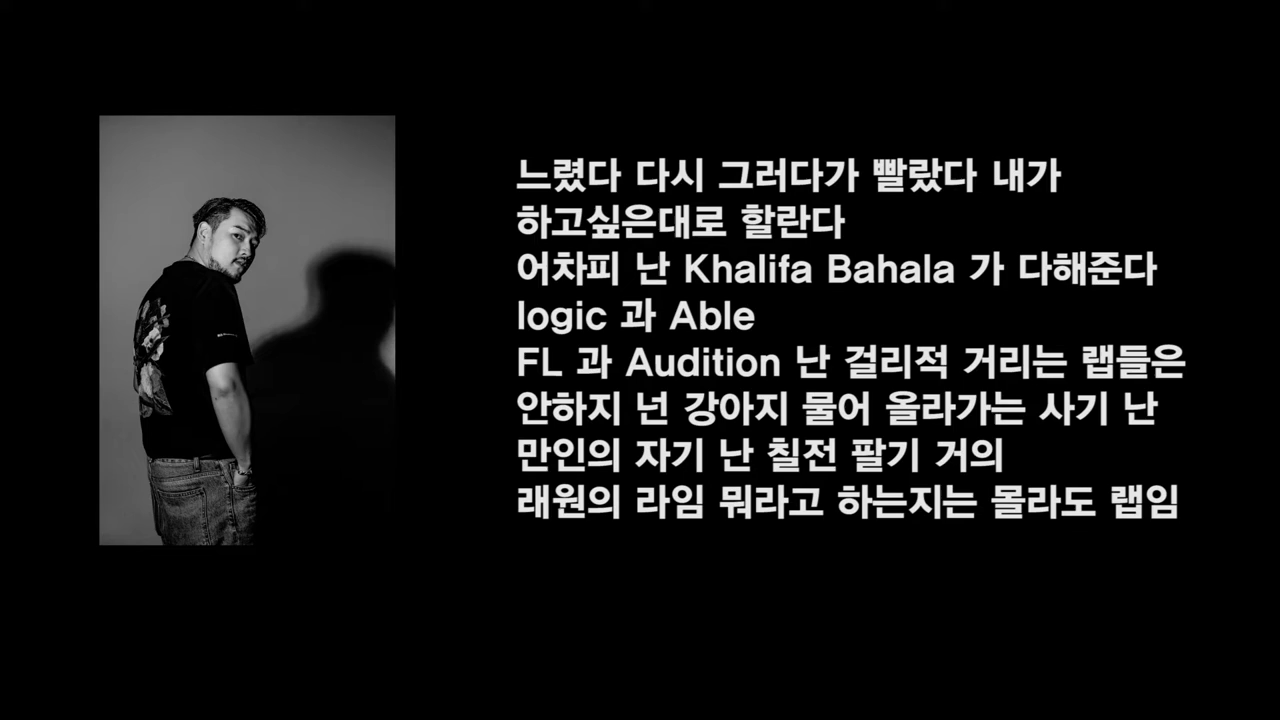 느렸다 다시 그러다가 빨랐다 내가
하고싶은대로 할란다
어차피 난 Khalifa Bahala 가 다해준다
logic 과 Able
FL 과 Audition 난 걸리적 거리는 랩들은
안하지 넌 강아지 물어 올라가는 사기 난
만인의 자기 난 칠전 팔기 거의
래원의 라임 뭐라고 하는지는 몰라도 랩임